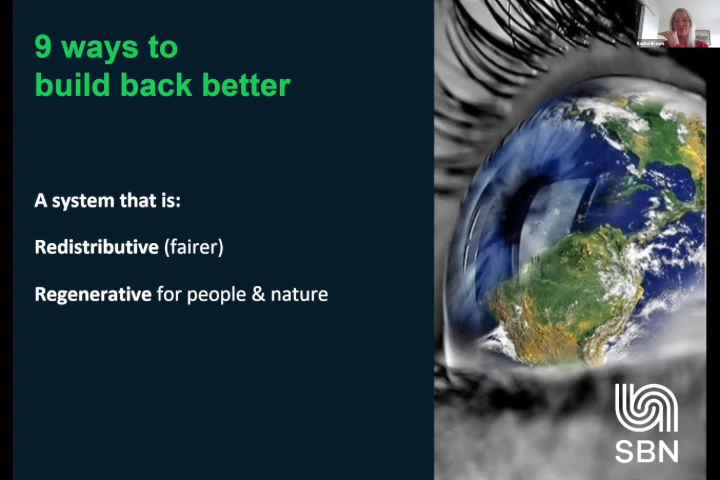 9 ways to
build back better
A system that is:
Redistributive (fairer)
Regenerative for people & nature
SBN